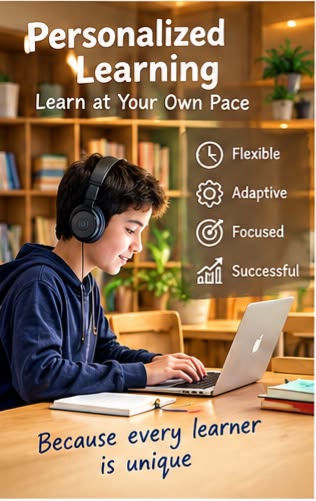 Personalized
Learning
Learn at Your Own Pace
Flexible
Adaptive
Focused
Successful
Because every learner
is unique